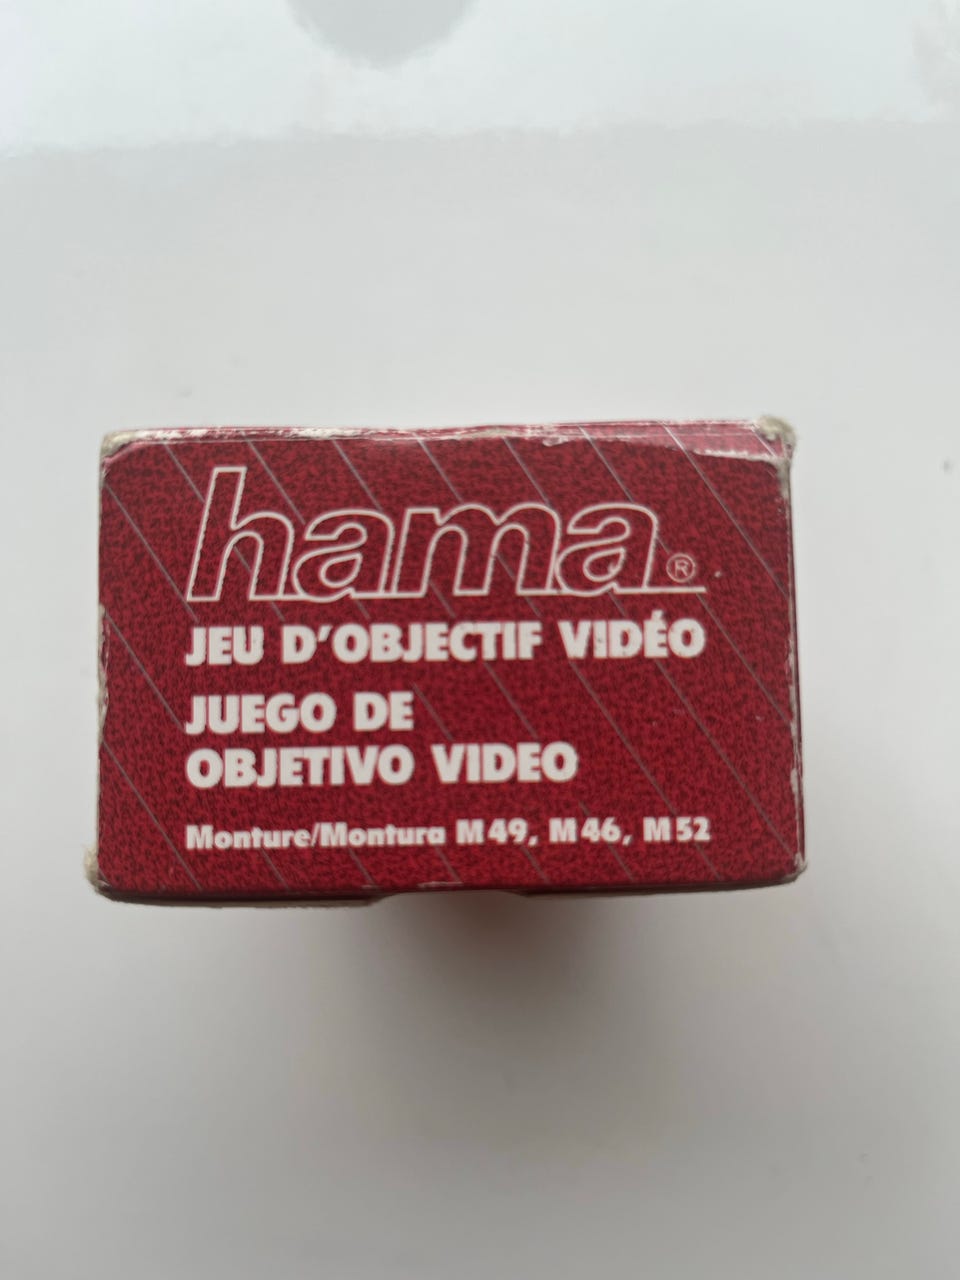 hama®
JEU D'OBJECTIF VIDÉO
JUEGO DE
OBJETIVO VIDEO
Monture/Montura M49, M46, M52